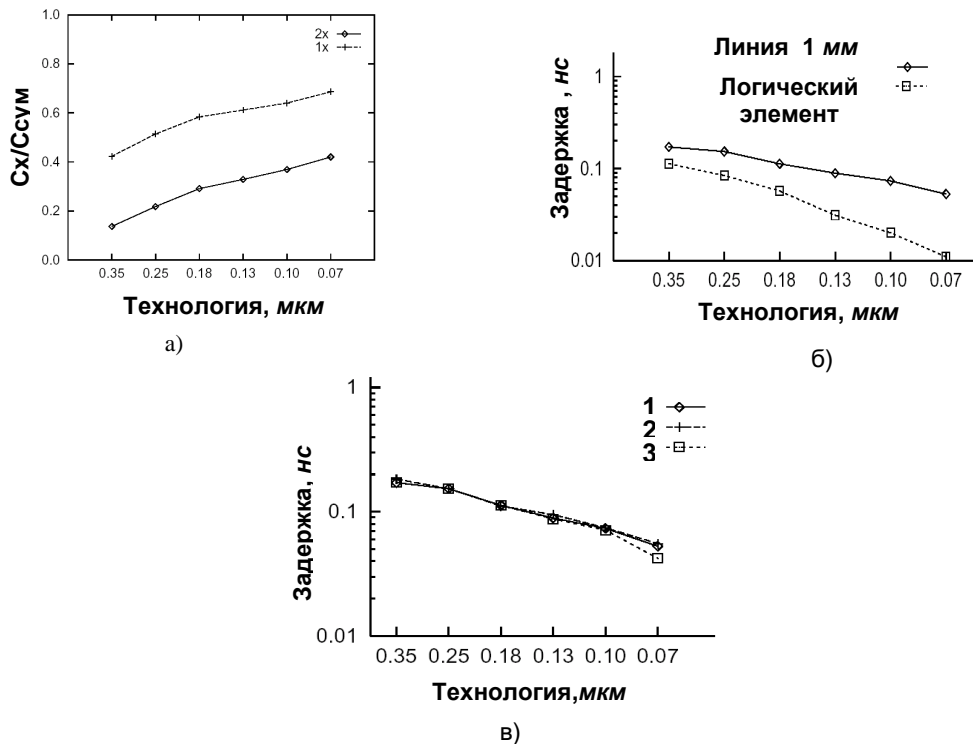 1.0
0.8
0.6
0.4
0.2
0.0
Cx/Ссум
2x
1x
0.35 0.25 0.18 0.13 0.10 0.07
Технология, мкм
а)
Линия 1 мм
Логический
элемент
1
0.1
0.01
Задержка , нс
0.35 0.25 0.18 0.13 0.10 0.07
Технология, мкм
б)
1
0.1
0.01
Задержка, нс
1
2
3
0.35 0.25 0.18 0.13 0.10 0.07
Технология,мкм
в)